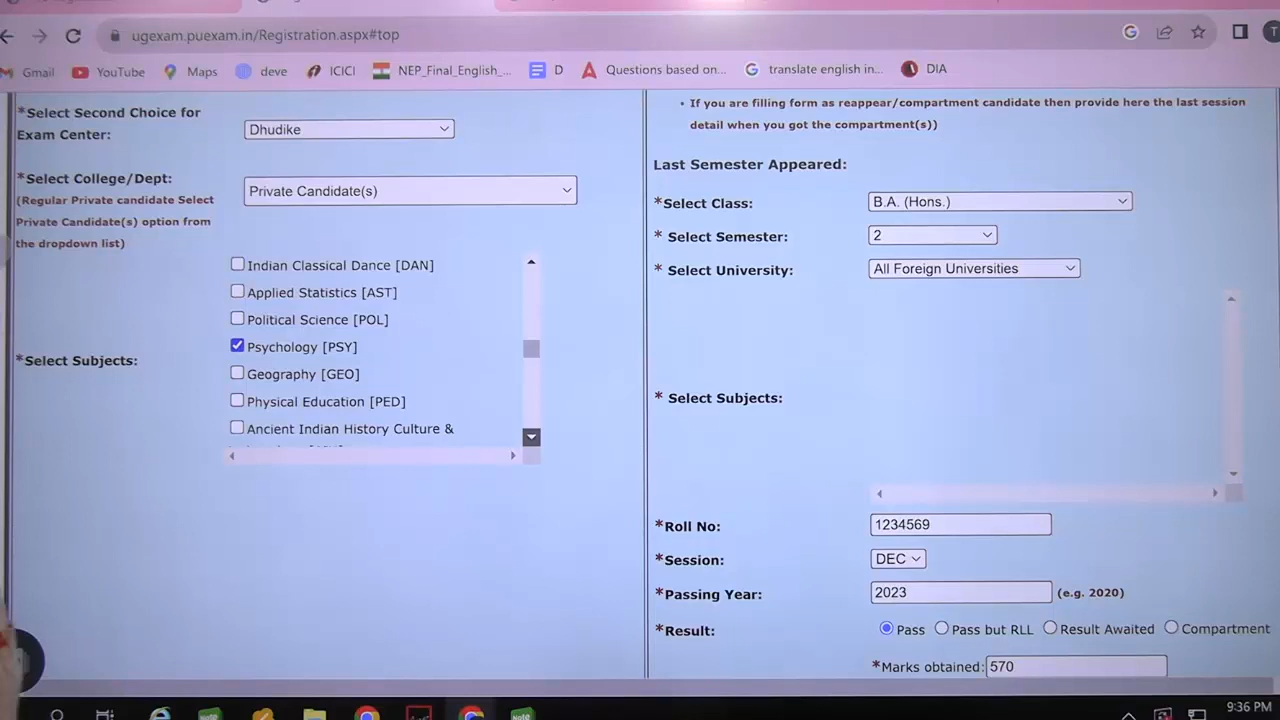 ugexam.puexam.in/Registration.aspx#top
Gmail
YouTube
Maps
deve
ICICI
NEP_Final_English_...
D
Questions based on...
translate english in...
DIA
*Select Second Choice for
Exam Center:
Dhudike
*Select College/Dept:
(Regular Private candidate Select
Private Candidate(s) option from
the dropdown list)
Private Candidate(s)
*Select Subjects:
Indian Classical Dance [DAN]
Applied Statistics [AST]
Political Science [POL]
Psychology [PSY]
Geography [GEO]
Physical Education [PED]
Ancient Indian History Culture &
• If you are filling form as reappear/compartment candidate then provide here the last session
detail when you got the compartment(s))
Last Semester Appeared:
*Select Class:
B.A. (Hons.)
* Select Semester:
2
* Select University:
All Foreign Universities
* Select Subjects:
*Roll No:
1234569
*Session:
DEC
*Passing Year:
2023
(e.g. 2020)
*Result:
Pass
Pass but RLL
Result Awaited
Compartment
*Marks obtained:
570
9:36 PM